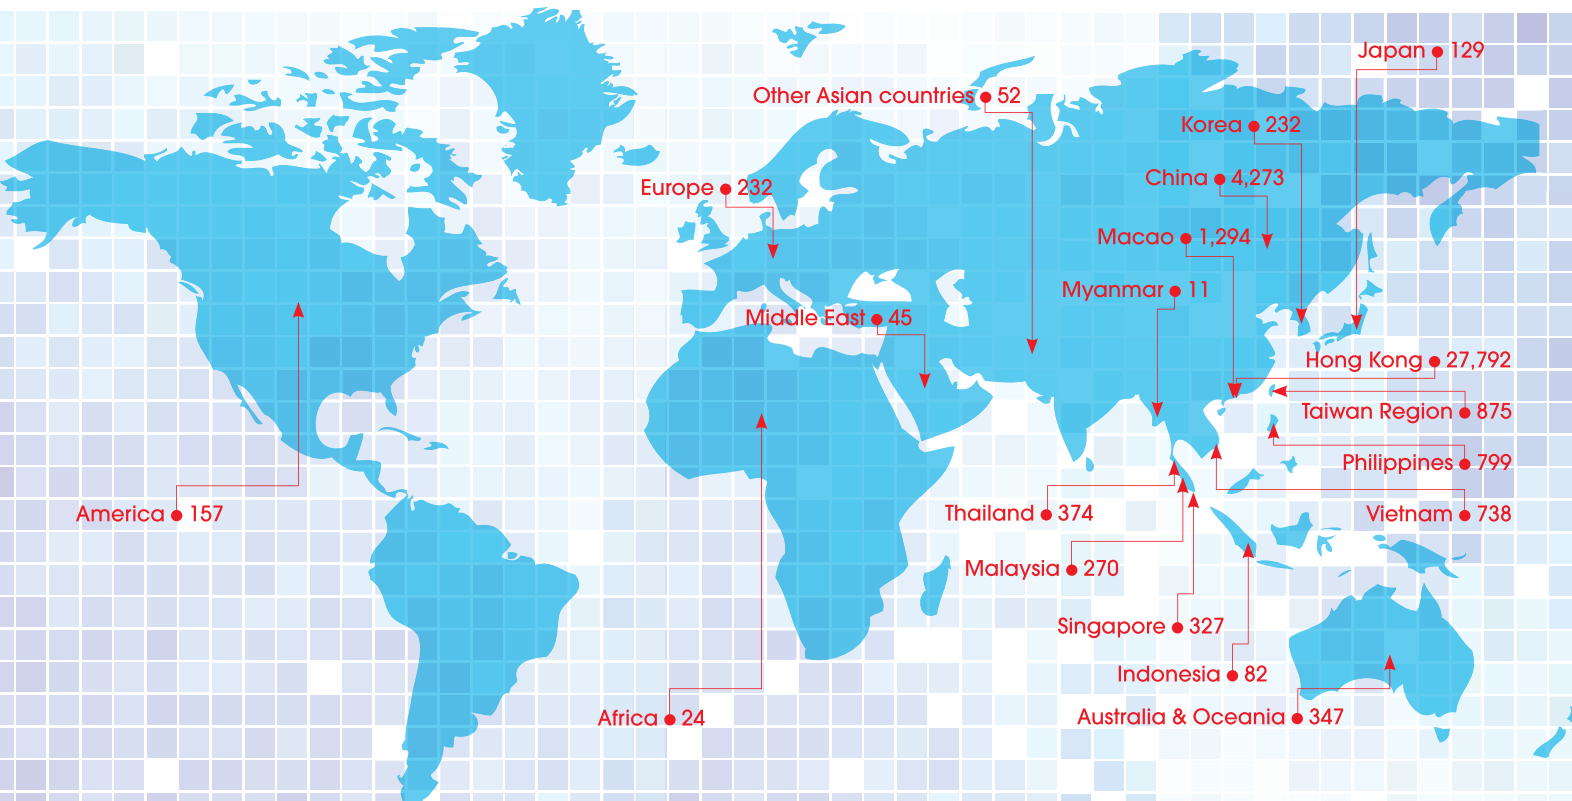 Japan 129
Other Asian countries 52
Korea 232
China 4,273
Europe 232
Macao 1,294
Myanmar 11
Middle East 45
Hong Kong 27,792
Taiwan Region 875
Philippines 799
America 157
Thailand 374
Vietnam 738
Malaysia 270
Singapore 327
Indonesia 82
Africa 24
Australia & Oceania 347